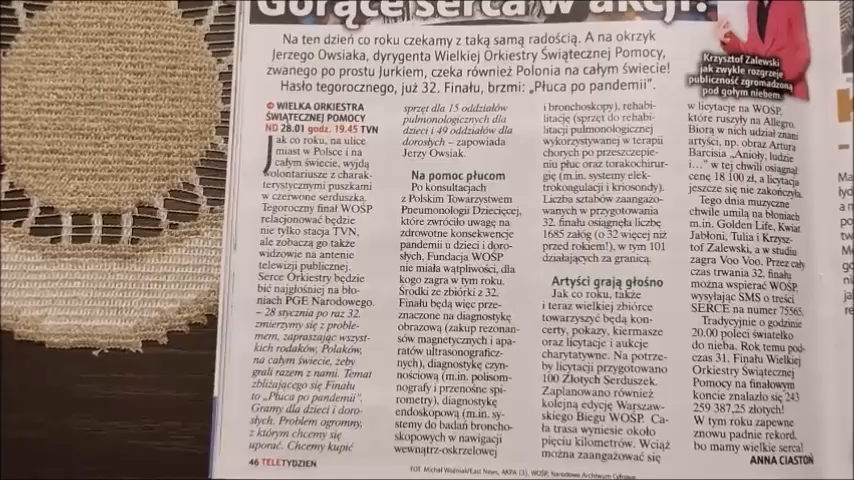 Gorące serca w akcji!
Na ten dzień co roku czekamy z taką samą radością. A na okrzyk
Jerzego Owsiaka, dyrygenta Wielkiej Orkiestry Świątecznej Pomocy,
zwanego po prostu Jurkiem, czeka również Polonia na całym świecie!
Hasło tegorocznego, już 32. Finału, brzmi: „Płuca po pandemii”.
Krzysztof Zalewski
jak zwykle rozgrzeje
publiczność zgromadzoną
pod gołym niebem
WIELKA ORKIESTRA
ŚWIĄTECZNEJ POMOCY
ND 28.01 godz. 19.45 TVN
Jak co roku, na ulice
miast w Polsce i na
całym świecie, wyjdą
wolontariusze z charak-
terystycznymi puszkami
w czerwone serduszka.
Tegoroczny finał WOŚP
relacjonować będzie
nie tylko stacja TVN,
ale zobaczą go także
widzowie na antenie
telewizji publicznej.
Serce Orkiestry będzie
bić najgłośniej na bło-
niach PGE Narodowego.
– 28 stycznia po raz 32.
zmierzymy się z proble-
mem, zapraszając wszyst-
kich rodaków, Polaków,
na całym świecie, żeby
grali razem z nami. Temat
zbliżającego się Finału
to „Płuca po pandemii”.
Gramy dla dzieci i doro-
słych. Problem ogromny,
z którym chcemy się
uporać. Chcemy kupić
sprzęt dla 15 oddziałów
pulmonologicznych dla
dzieci i 49 oddziałów dla
dorosłych – zapowiada
Jerzy Owsiak.
Na pomoc płucom
Po konsultacjach
z Polskim Towarzystwem
Pneumonologii Dziecięcej,
które zwróciło uwagę na
zdrowotne konsekwencje
pandemii u dzieci i doro-
słych, Fundacja WOŚP
nie miała wątpliwości, dla
kogo zagra w tym roku.
Środki ze zbiórki z 32.
Finału będą więc prze-
znaczone na diagnostykę
obrazową (zakup rezonan-
sów magnetycznych i apa-
ratów ultrasonograficz-
nych), diagnostykę czyn-
nościową (m.in. polisom-
nografy i przenośne spiro-
metry), diagnostykę
endoskopową (m.in. sy-
stemy do badań broncho-
skopowych w nawigacji
wewnątrz-oskrzelowej
i bronchoskopy), rehabi-
litację (sprzęt do rehabi-
litacji pulmonologicznej
wykorzystywanej w terapii
chorych po przeszczepie-
niu płuc oraz torakochirur-
gię (m.in. systemy elek-
trokoagulacji i kriosondy).
Liczba sztabów zaangażo-
wanych w przygotowania
32. finału osiągnęła liczbę
1685 załóg (o 32 więcej niż
przed rokiem!), w tym 101
działających za granicą.
Artyści grają głośno
Jak co roku, także
i teraz wielkiej zbiórce
towarzyszyć będą kon-
certy, pokazy, kiermasze
oraz licytacje i aukcje
charytatywne. Na potrze-
by licytacji przygotowano
100 Złotych Serduszek.
Zaplanowano również
kolejną edycję Warszaw-
skiego Biegu WOŚP. Ca-
ła trasa wyniesie około
pięciu kilometrów. Wciąż
można zaangażować się
w licytacje na WOŚP,
które ruszyły na Allegro.
Biorą w nich udział znani
artyści, np. obraz Artura
Barcisia „Anioły, ludzie
i...” w tej chwili osiągnął
cenę 18 100 zł, a licytacja
jeszcze się nie zakończyła.
Tego dnia muzyczne
chwile umilą na błoniach
m.in. Golden Life, Kwiat
Jabłoni, Tulia i Krzysz-
tof Zalewski, a w studiu
zagra Voo Voo. Przez cały
czas trwania 32. finału
można wspierać WOŚP,
wysyłając SMS o treści
SERCE na numer 75565.
Tradycyjnie o godzinie
20.00 poleci światełko
do nieba. Rok temu pod-
czas 31. Finału Wielkiej
Orkiestry Świątecznej
Pomocy na finałowym
koncie znalazło się 243
259 387,25 złotych!
W tym roku zapewne
znowu padnie rekord,
bo mamy wielkie serca!
ANNA CIASTOŃ
46 TELETYDZIEŃ
FOT. Michał Woźniak/East News, AKPA (3), WOŚP, Narodowe Archiwum Cyfrowe